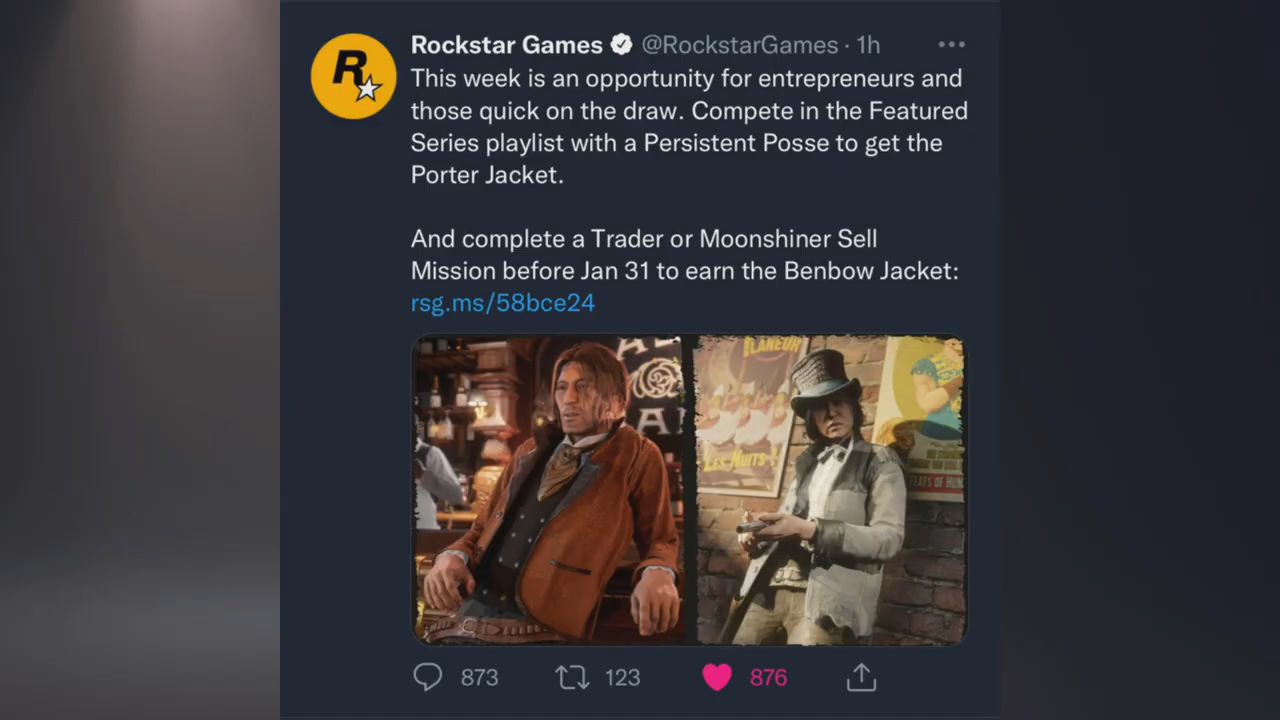 Rockstar Games @RockstarGames · 1h
This week is an opportunity for entrepreneurs and
those quick on the draw. Compete in the Featured
Series playlist with a Persistent Posse to get the
Porter Jacket.
And complete a Trader or Moonshiner Sell
Mission before Jan 31 to earn the Benbow Jacket:
rsg.ms/58bce24
R
LES NUITS
873 123 876